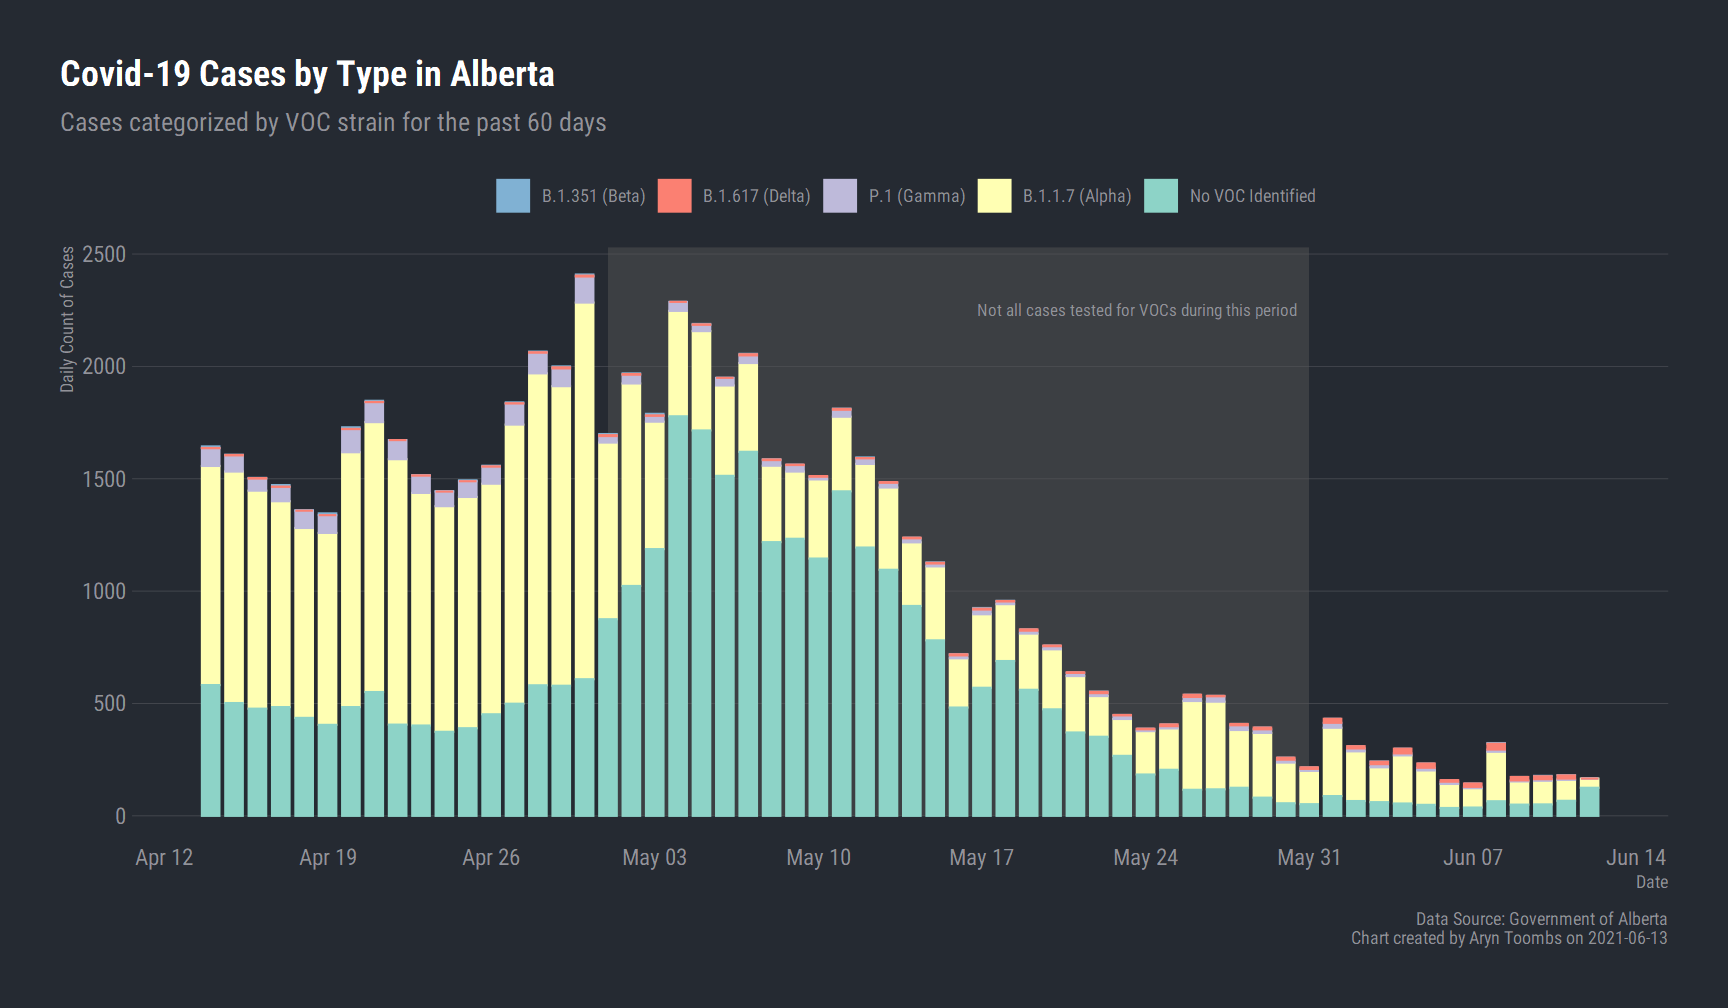 Covid-19 Cases by Type in Alberta
Cases categorized by VOC strain for the past 60 days
B.1.351 (Beta) B.1.617 (Delta) P.1 (Gamma) B.1.1.7 (Alpha) No VOC Identified
Daily Count of Cases
2500
Not all cases tested for VOCs during this period
2000
1500
1000
500
0
Apr 12 Apr 19 Apr 26 May 03 May 10 May 17 May 24 May 31 Jun 07 Jun 14
Date
Data Source: Government of Alberta
Chart created by Aryn Toombs on 2021-06-13